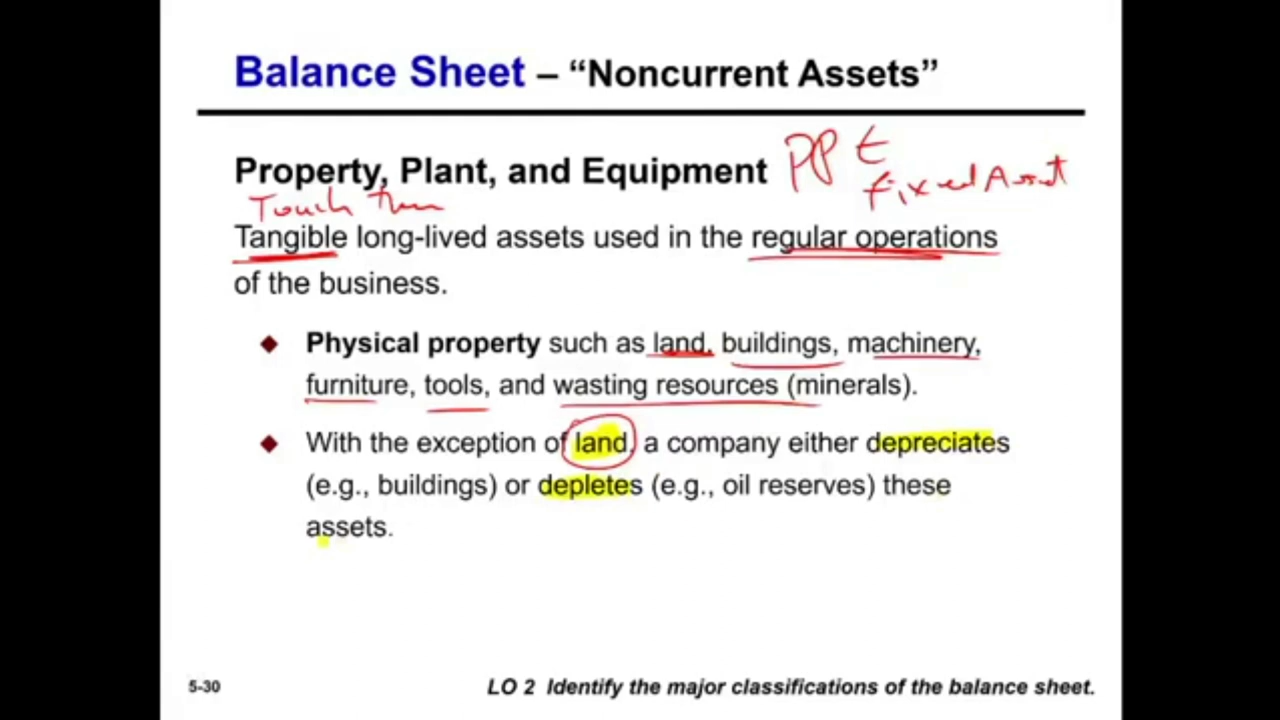 Balance Sheet – “Noncurrent Assets”
Property, Plant, and Equipment PPE
Fixed Asset
Touch them
Tangible long-lived assets used in the regular operations
of the business.
Physical property such as land, buildings, machinery,
furniture, tools, and wasting resources (minerals).
With the exception of land, a company either depreciates
(e.g., buildings) or depletes (e.g., oil reserves) these
assets.
5-30
LO 2 Identify the major classifications of the balance sheet.